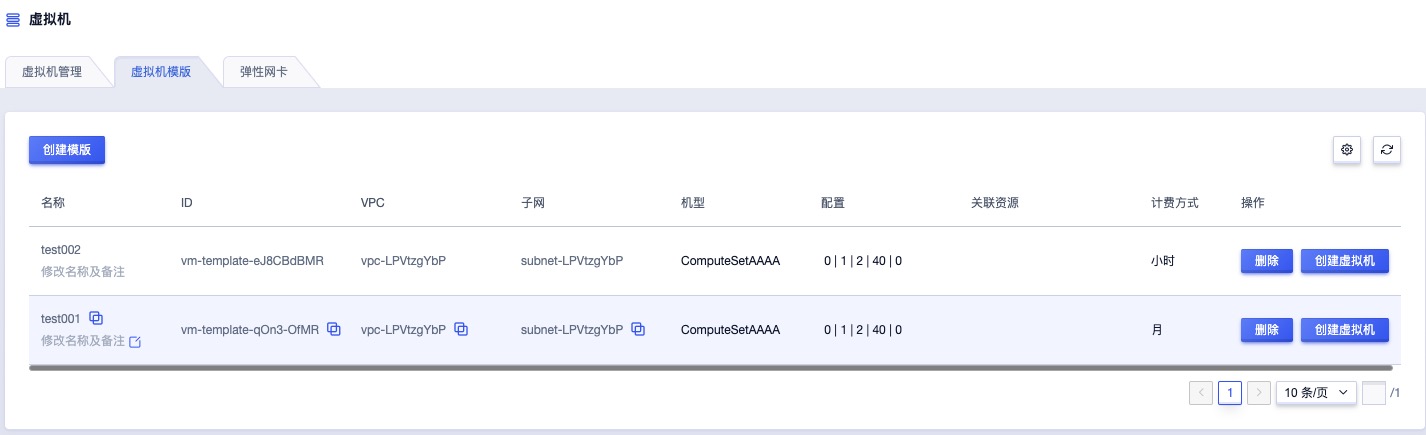 虚拟机
虚拟机管理 虚拟机模版 弹性网卡
创建模版
名称 ID VPC 子网 机型 配置 关联资源 计费方式 操作
test002
修改名称及备注
vm-template-eJ8CBdBMR vpc-LPVtzgYbP subnet-LPVtzgYbP ComputeSetAAAA 0 | 1 | 2 | 40 | 0 小时 删除 创建虚拟机
test001
修改名称及备注
vm-template-qOn3-OfMR vpc-LPVtzgYbP subnet-LPVtzgYbP ComputeSetAAAA 0 | 1 | 2 | 40 | 0 月 删除 创建虚拟机
1 10 条/页 /1